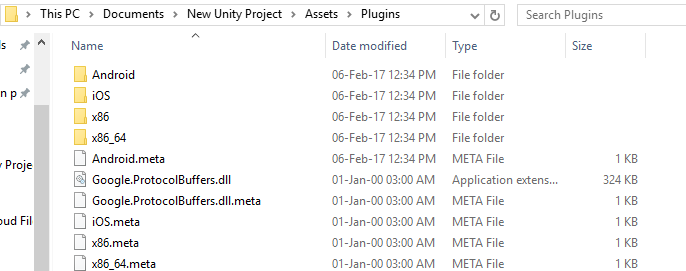 This PC > Documents > New Unity Project > Assets > Plugins
Search Plugins
Name Date modified Type Size
Android 06-Feb-17 12:34 PM File folder
iOS 06-Feb-17 12:34 PM File folder
x86 06-Feb-17 12:34 PM File folder
x86_64 06-Feb-17 12:34 PM File folder
Android.meta 06-Feb-17 12:34 PM META File 1 KB
Google.ProtocolBuffers.dll 01-Jan-00 03:00 AM Application extens... 324 KB
Google.ProtocolBuffers.dll.meta 01-Jan-00 03:00 AM META File 1 KB
iOS.meta 01-Jan-00 03:00 AM META File 1 KB
x86.meta 01-Jan-00 03:00 AM META File 1 KB
x86_64.meta 01-Jan-00 03:00 AM META File 1 KB